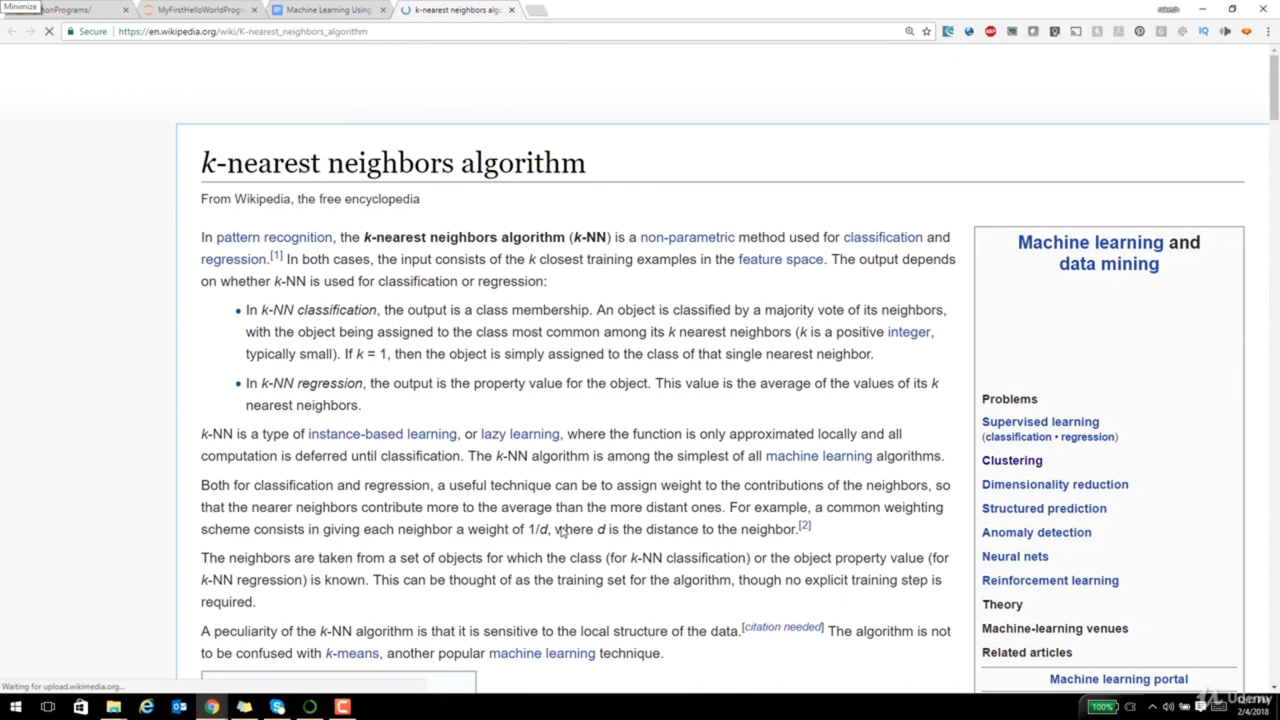 Minimize
onPrograms/
MyFirstHelloWorldProgr
Machine Learning Using
k-nearest neighbors algo
rakesh
Secure
https://en.wikipedia.org/wiki/K-nearest_neighbors_algorithm
k-nearest neighbors algorithm
From Wikipedia, the free encyclopedia
In pattern recognition, the k-nearest neighbors algorithm (k-NN) is a non-parametric method used for classification and
regression.[1] In both cases, the input consists of the k closest training examples in the feature space. The output depends
on whether k-NN is used for classification or regression:
• In k-NN classification, the output is a class membership. An object is classified by a majority vote of its neighbors,
with the object being assigned to the class most common among its k nearest neighbors (k is a positive integer,
typically small). If k = 1, then the object is simply assigned to the class of that single nearest neighbor.
• In k-NN regression, the output is the property value for the object. This value is the average of the values of its k
nearest neighbors.
k-NN is a type of instance-based learning, or lazy learning, where the function is only approximated locally and all
computation is deferred until classification. The k-NN algorithm is among the simplest of all machine learning algorithms.
Both for classification and regression, a useful technique can be to assign weight to the contributions of the neighbors, so
that the nearer neighbors contribute more to the average than the more distant ones. For example, a common weighting
scheme consists in giving each neighbor a weight of 1/d, where d is the distance to the neighbor.[2]
The neighbors are taken from a set of objects for which the class (for k-NN classification) or the object property value (for
k-NN regression) is known. This can be thought of as the training set for the algorithm, though no explicit training step is
required.
A peculiarity of the k-NN algorithm is that it is sensitive to the local structure of the data.[citation needed] The algorithm is not
to be confused with k-means, another popular machine learning technique.
Machine learning and
data mining
Problems
Supervised learning
(classification • regression)
Clustering
Dimensionality reduction
Structured prediction
Anomaly detection
Neural nets
Reinforcement learning
Theory
Machine-learning venues
Related articles
Machine learning portal
Waiting for upload.wikimedia.org...
100%
Udemy
2/4/2018